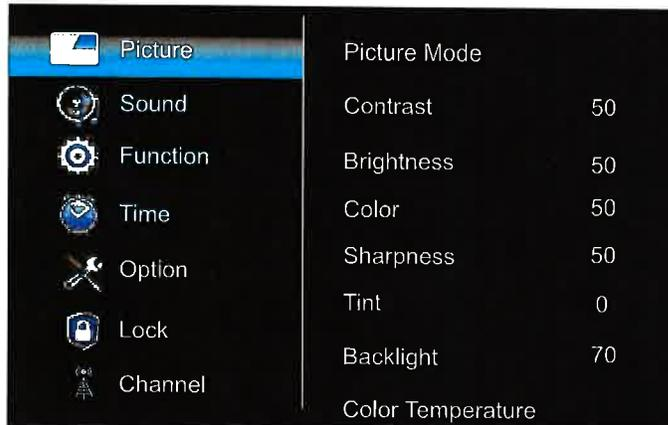 Picture
Sound
Function
Time
Option
Lock
Channel
Picture Mode
Contrast 50
Brightness 50
Color 50
Sharpness 50
Tint 0
Backlight 70
Color Temperature